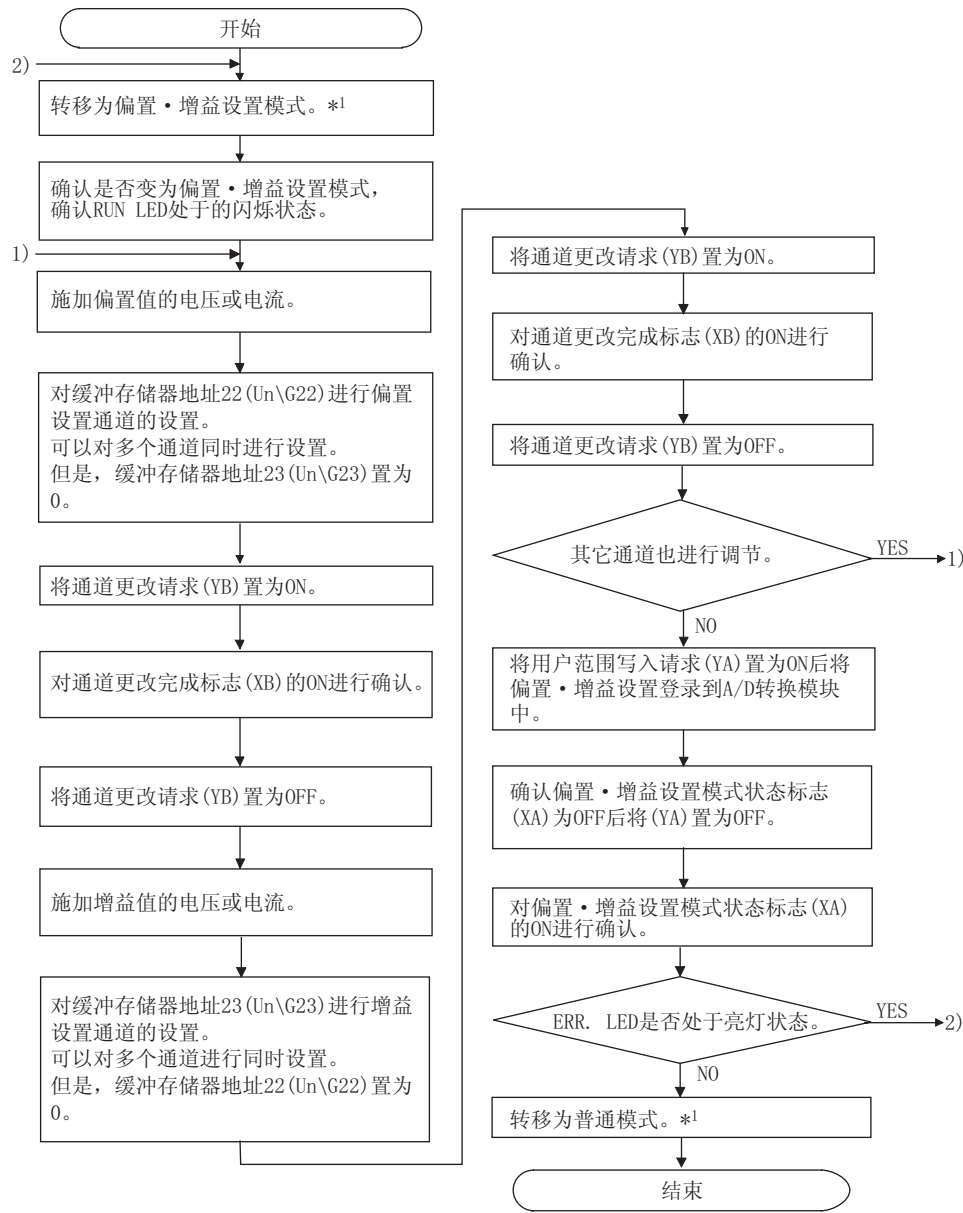 开始
2)
转移为偏置·增益设置模式。*1
确认是否变为偏置·增益设置模式,
确认RUN LED处于的闪烁状态。
1)
施加偏置值的电压或电流。
对缓冲存储器地址22(Un\G22)进行偏置
设置通道的设置。
可以对多个通道同时进行设置。
但是，缓冲存储器地址23(Un\G23)置为
0。
将通道更改请求(YB)置为ON。
对通道更改完成标志(XB)的ON进行确认。
将通道更改请求(YB)置为OFF。
施加增益值的电压或电流。
对缓冲存储器地址23(Un\G23)进行增益
设置通道的设置。
可以对多个通道进行同时设置。
但是，缓冲存储器地址22(Un\G22)置为
0。
将通道更改请求(YB)置为ON。
对通道更改完成标志(XB)的ON进行
确认。
将通道更改请求(YB)置为OFF。
其它通道也进行调节。
YES
1)
NO
将用户范围写入请求(YA)置为ON后将
偏置·增益设置登录到A/D转换模块
中。
确认偏置·增益设置模式状态标志
(XA)为OFF后将(YA)置为OFF。
对偏置·增益设置模式状态标志(XA)
的ON进行确认。
ERR. LED是否处于亮灯状态。
YES
2)
NO
转移为普通模式。*1
结束